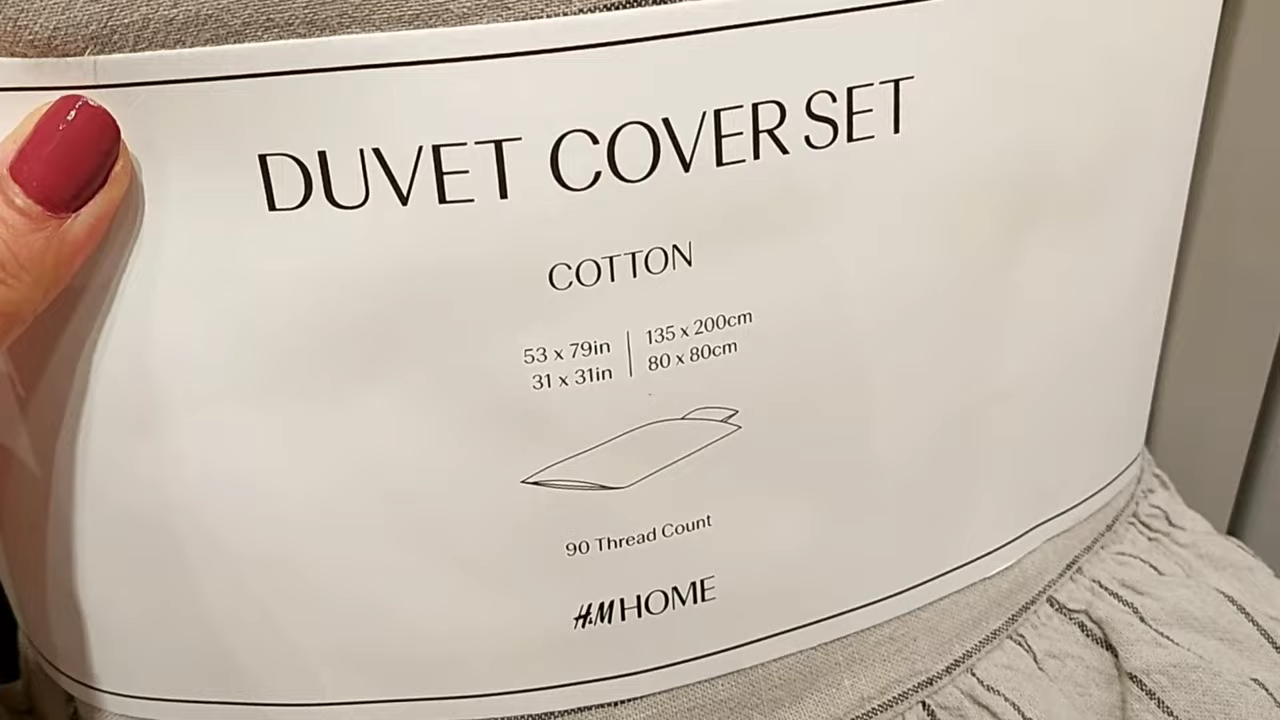 DUVET COVER SET
COTTON
53 x 79in | 135 x 200cm
31 x 31in | 80 x 80cm
90 Thread Count
H&M HOME